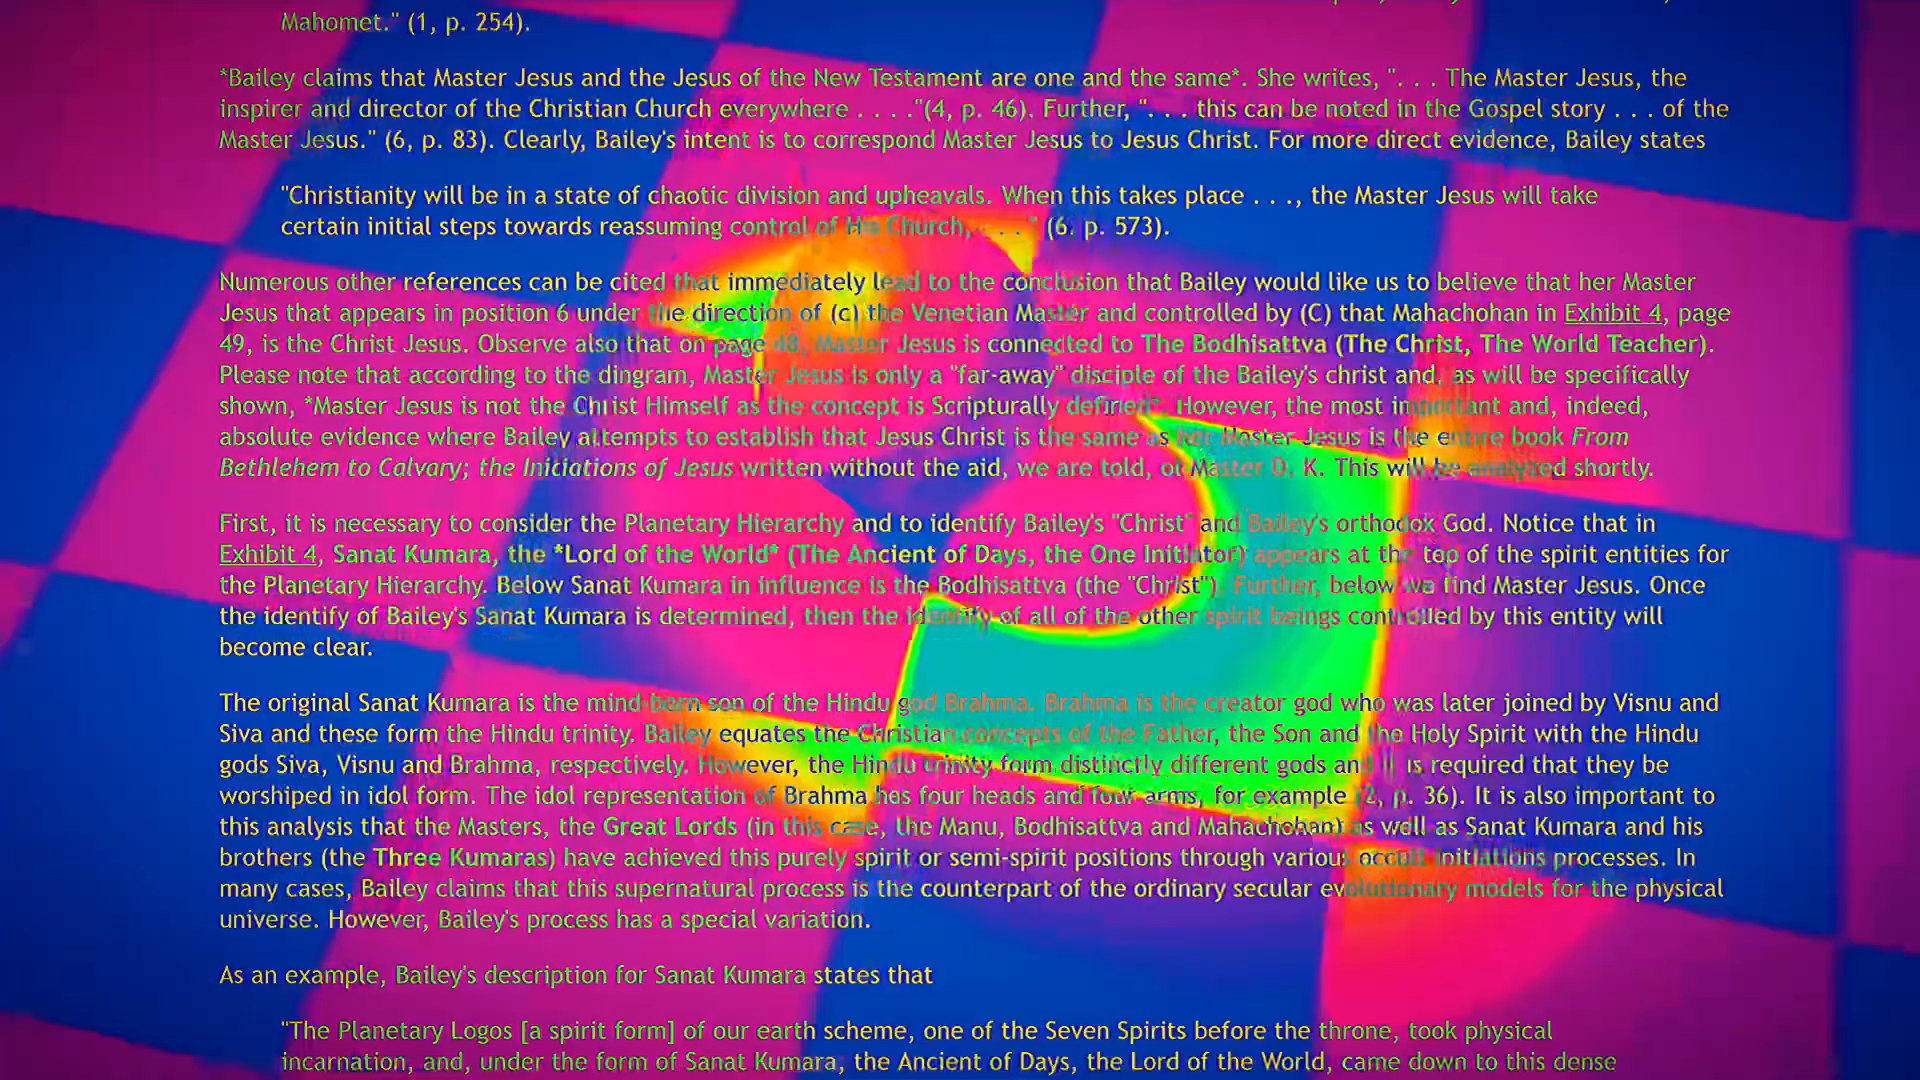 Mahomet." (1, p. 254).
*Bailey claims that Master Jesus and the Jesus of the New Testament are one and the same*. She writes, ". . . The Master Jesus, the
inspirer and director of the Christian Church everywhere . . . ."(4, p. 46). Further, ". . . this can be noted in the Gospel story . . . of the
Master Jesus." (6, p. 83). Clearly, Bailey's intent is to correspond Master Jesus to Jesus Christ. For more direct evidence, Bailey states
"Christianity will be in a state of chaotic division and upheavals. When this takes place . . ., the Master Jesus will take
certain initial steps towards reassuming control of His Church, . . ." (6. p. 573).
Numerous other references can be cited that immediately lead to the conclusion that Bailey would like us to believe that her Master
Jesus that appears in position 6 under the direction of (c) the Venetian Master and controlled by (C) that Mahachohan in Exhibit 4, page
49, is the Christ Jesus. Observe also that on page 48, Master Jesus is connected to The Bodhisattva (The Christ, The World Teacher).
Please note that according to the dingram, Master Jesus is only a "far-away" disciple of the Bailey's christ and, as will be specifically
shown, *Master Jesus is not the Christ Himself as the concept is Scripturally defined*. However, the most important and, indeed,
absolute evidence where Bailey attempts to establish that Jesus Christ is the same as her Master Jesus is the entire book From
Bethlehem to Calvary; the Iniciations of Jesus written without the aid, we are told, of Master D. K. This will be analyzed shortly.
First, it is necessary to consider the Planetary Hierarchy and to identify Bailey's "Christ" and Bailey's orthodox God. Notice that in
Exhibit 4, Sanat Kumara, the *Lord of the World* (The Ancient of Days, the One Initiator) appears at the top of the spirit entities for
the Planetary Hierarchy. Below Sanat Kumara in influence is the Bodhisattva (the "Christ"). Further, below we find Master Jesus. Once
the identify of Bailey's Sanat Kumara is determined, then the identify of all of the other spirit beings controlled by this entity will
become clear.
The original Sanat Kumara is the mind-born son of the Hindu god Brahma. Brahma is the creator god who was later joined by Visnu and
Siva and these form the Hindu trinity. Bailey equates the Christian concepts of the Father, the Son and the Holy Spirit with the Hindu
gods Siva, Visnu and Brahma, respectively. However, the Hindu trinity form distinctly different gods and it is required that they be
worshiped in idol form. The idol representation of Brahma has four heads and four arms, for example (2, p. 36). It is also important to
this analysis that the Masters, the Great Lords (in this case, the Manu, Bodhisattva and Mahachohan) as well as Sanat Kumara and his
brothers (the Three Kumaras) have achieved this purely spirit or semi-spirit positions through various occult initiations processes. In
many cases, Bailey claims that this supernatural process is the counterpart of the ordinary secular evolutionary models for the physical
universe. However, Bailey's process has a special variation.
As an example, Bailey's description for Sanat Kumara states that
"The Planetary Logos [a spirit form] of our earth scheme, one of the Seven Spirits before the throne, took physical
incarnation, and, under the form of Sanat Kumara, the Ancient of Days, the Lord of the World, came down to this dense